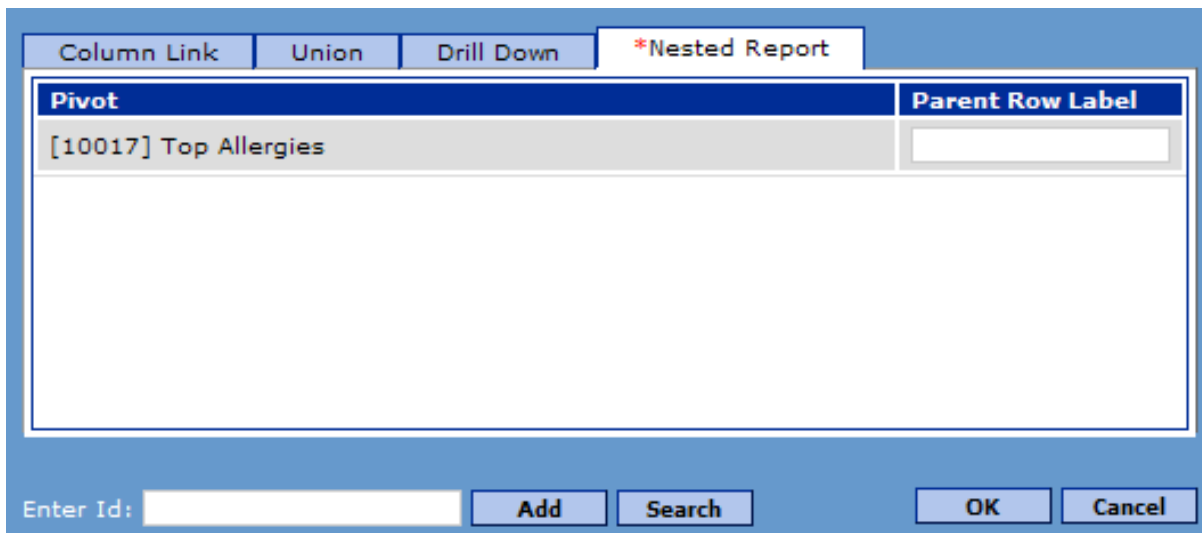 Column Link Union Drill Down *Nested Report
Pivot Parent Row Label
[10017] Top Allergies
Enter Id: Add Search OK Cancel